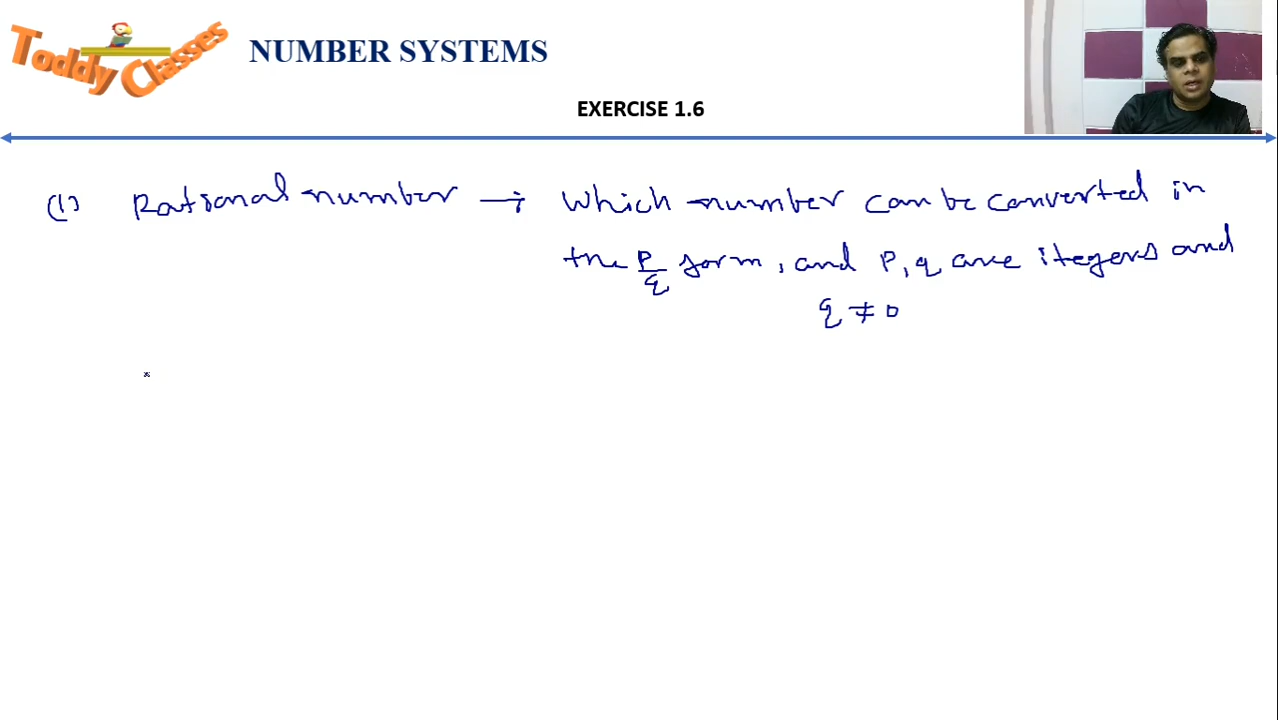 Toddy Classes
NUMBER SYSTEMS
EXERCISE 1.6
(1) Rational number → Which number can be converted in
the P/q form, and P, q are itegers and
q ≠ 0